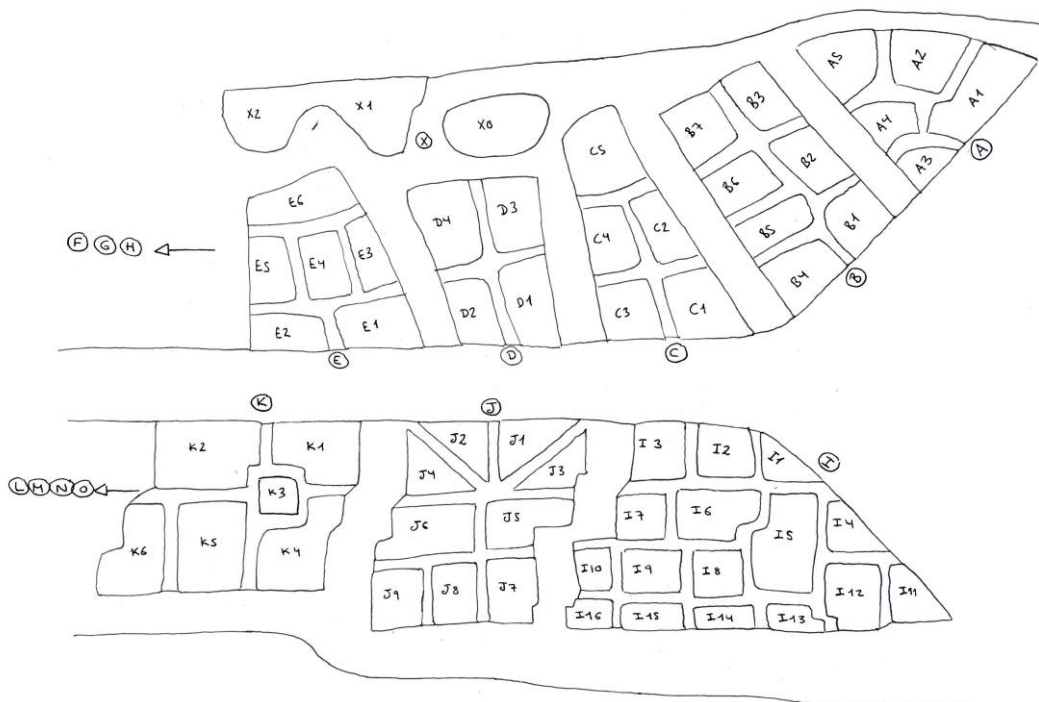 A5 A2
A1
A4
A3
Ⓐ
B3
B7
B2
B6
B5
B1
B4
Ⓑ
C5
C2
C4
C3 C1
Ⓒ
X2 X1
X0
Ⓧ
D4 D3
D2 D1
Ⓓ
E6
E5 E4 E3
E2 E1
Ⓔ
Ⓕ Ⓖ Ⓗ
Ⓚ
K2 K1
K3
K6 K5 K4
Ⓛ Ⓜ Ⓝ Ⓞ
Ⓙ
J2 J1
J4 J3
J6 J5
J9 J8 J7
Ⓘ
I3 I2 I1
I7 I6 I5 I4
I10 I9 I8
I12 I11
I16 I15 I14 I13